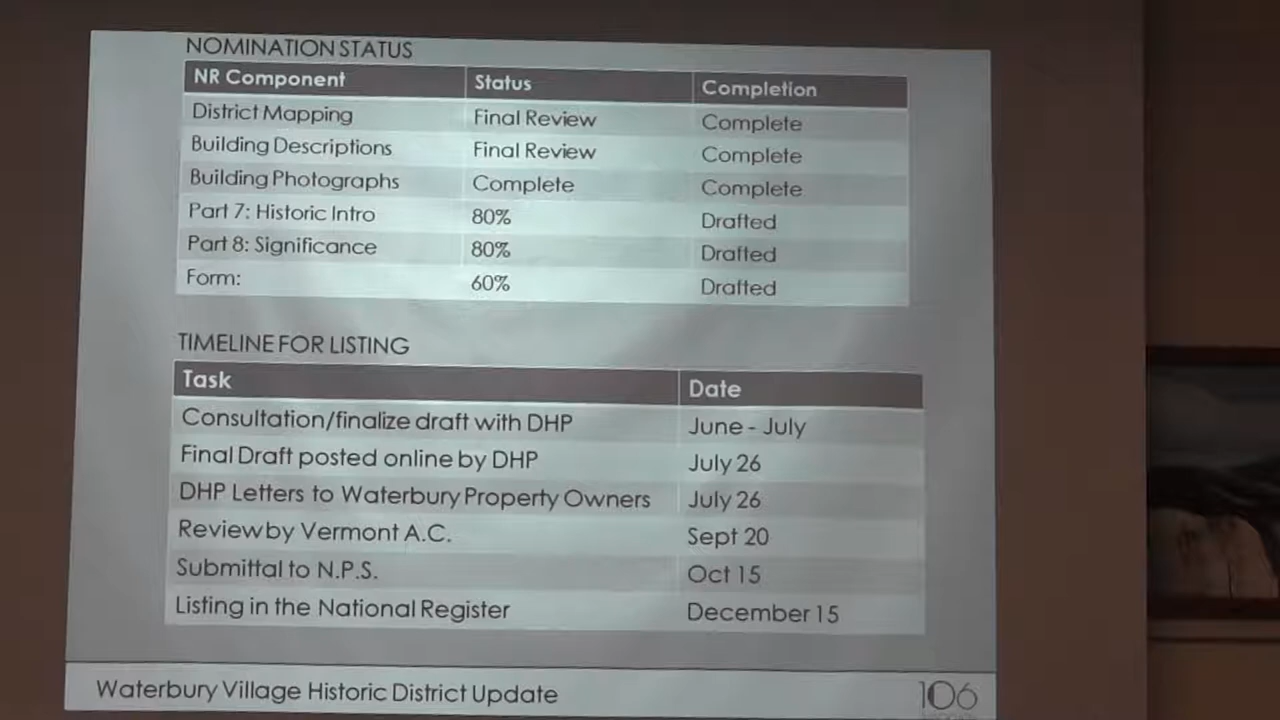 NOMINATION STATUS
NR Component Status Completion
District Mapping Final Review Complete
Building Descriptions Final Review Complete
Building Photographs Complete Complete
Part 7: Historic Intro 80% Drafted
Part 8: Significance 80% Drafted
Form: 60% Drafted
TIMELINE FOR LISTING
Task Date
Consultation/finalize draft with DHP June - July
Final Draft posted online by DHP July 26
DHP Letters to Waterbury Property Owners July 26
Review by Vermont A.C. Sept 20
Submittal to N.P.S. Oct 15
Listing in the National Register December 15
Waterbury Village Historic District Update 106